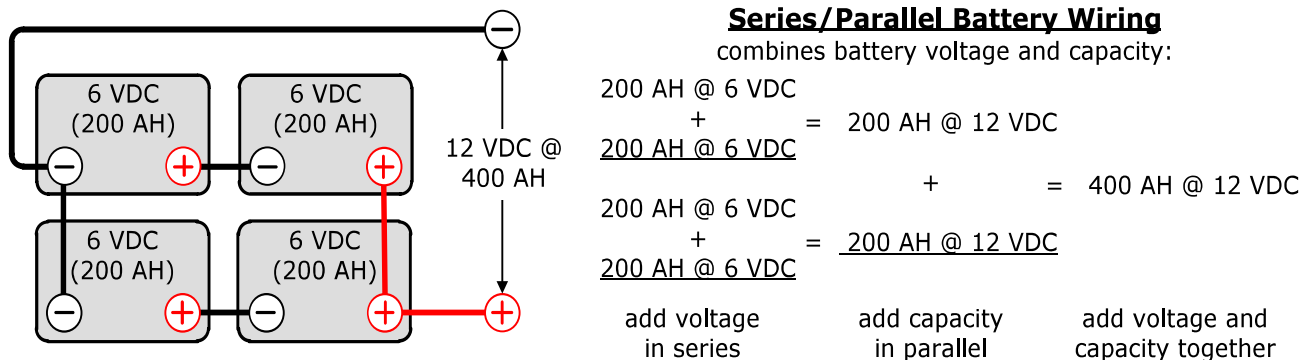 −
6 VDC
(200 AH)
− +
6 VDC
(200 AH)
− +
6 VDC
(200 AH)
− +
6 VDC
(200 AH)
− +
12 VDC @
400 AH
+
Series/Parallel Battery Wiring
combines battery voltage and capacity:
200 AH @ 6 VDC
+ = 200 AH @ 12 VDC
200 AH @ 6 VDC
+ = 400 AH @ 12 VDC
200 AH @ 6 VDC
+ = 200 AH @ 12 VDC
200 AH @ 6 VDC
add voltage
in series
add capacity
in parallel
add voltage and
capacity together